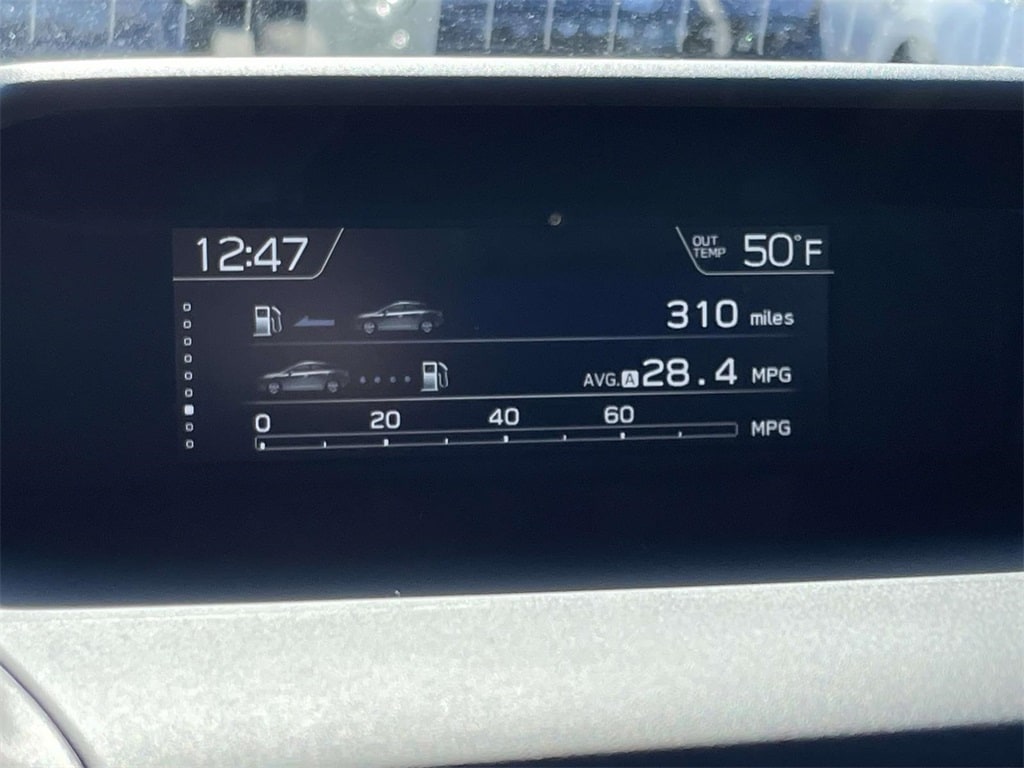 12:47
OUT TEMP 50°F
310 miles
AVG. A 28.4 MPG
0 20 40 60
MPG